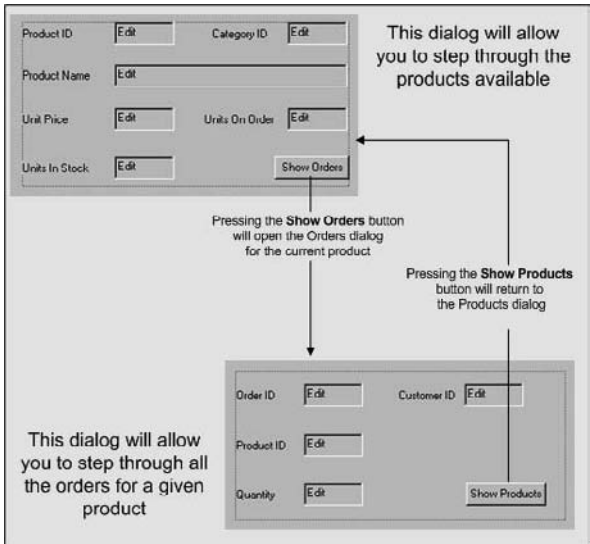 Product ID Edit Category ID Edit
Product Name Edit
Unit Price Edit Units On Order Edit
Units In Stock Edit Show Orders
This dialog will allow
you to step through the
products available
Pressing the Show Orders button
will open the Orders dialog
for the current product
Pressing the Show Products
button will return to
the Products dialog
This dialog will allow
you to step through all
the orders for a given
product
Order ID Edit Customer ID Edit
Product ID Edit
Quantity Edit Show Products